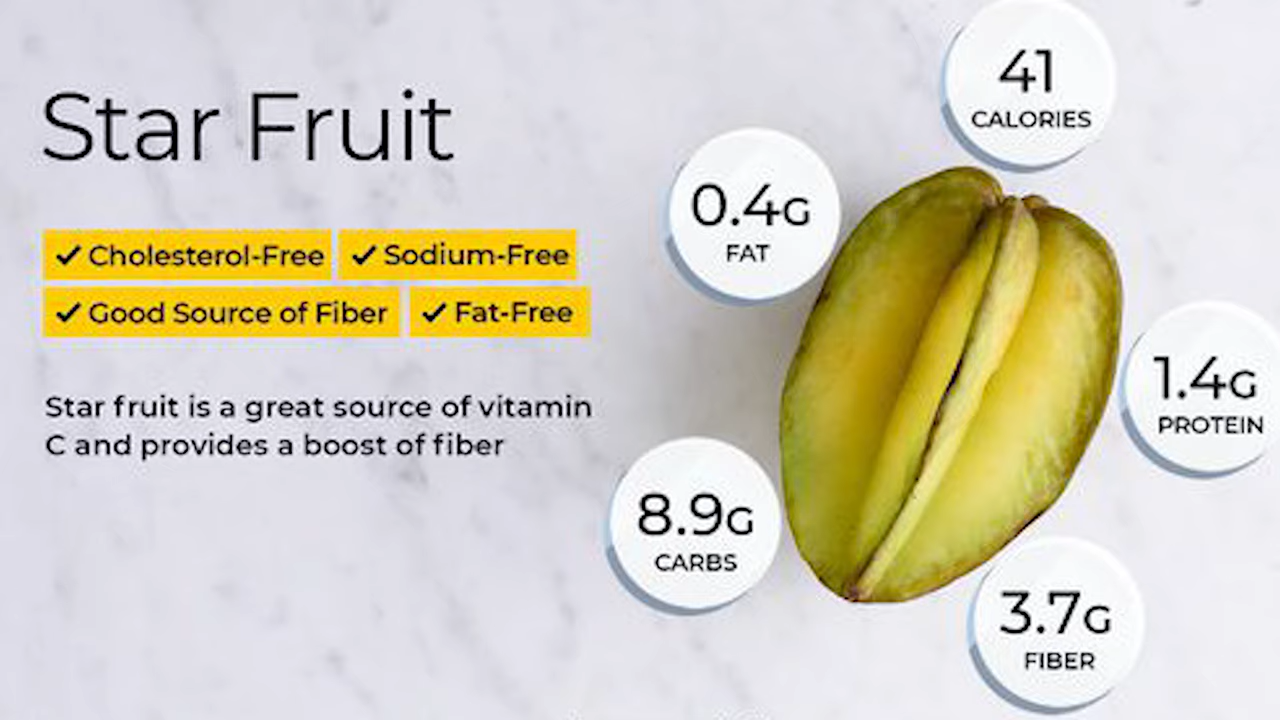 Star Fruit
✓ Cholesterol-Free ✓ Sodium-Free
✓ Good Source of Fiber ✓ Fat-Free
Star fruit is a great source of vitamin
C and provides a boost of fiber
41
CALORIES
0.4G
FAT
1.4G
PROTEIN
8.9G
CARBS
3.7G
FIBER